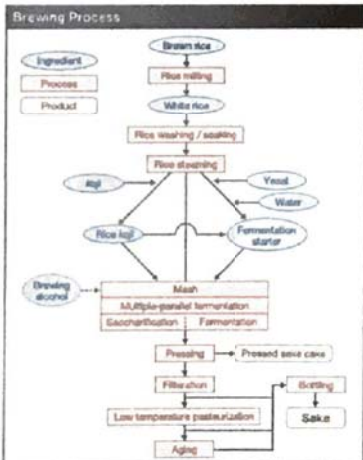 Brewing Process
Ingredient
Process
Product
Brown rice
Rice milling
White rice
Rice washing / soaking
Rice steaming
Koji
Yeast
Water
Rice koji
Fermentation
starter
Brewing
alcohol
Mash
Multiple-parallel fermentation
Saccharification
Fermentation
Pressing
Pressed sake cake
Filtration
Bottling
Low temperature pasteurization
Sake
Aging